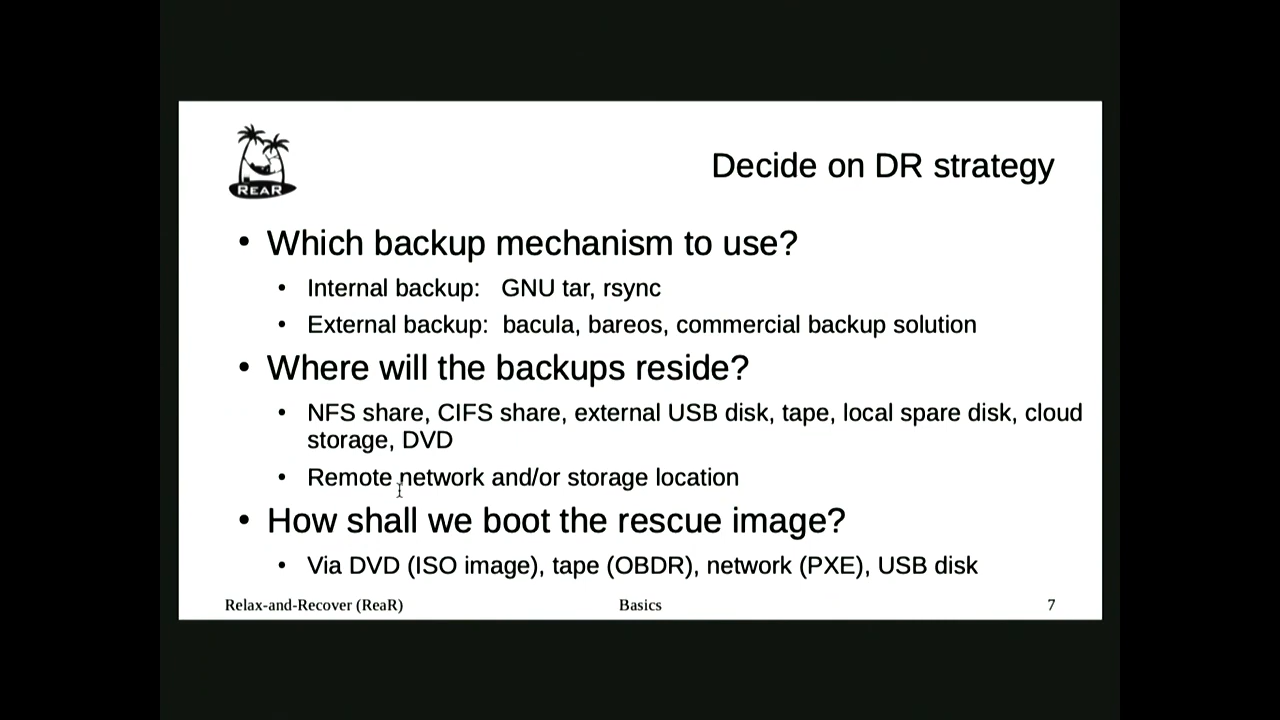 REAR
Decide on DR strategy
• Which backup mechanism to use?
• Internal backup: GNU tar, rsync
• External backup: bacula, bareos, commercial backup solution
• Where will the backups reside?
• NFS share, CIFS share, external USB disk, tape, local spare disk, cloud
storage, DVD
• Remote network and/or storage location
• How shall we boot the rescue image?
• Via DVD (ISO image), tape (OBDR), network (PXE), USB disk
Relax-and-Recover (ReaR) Basics 7